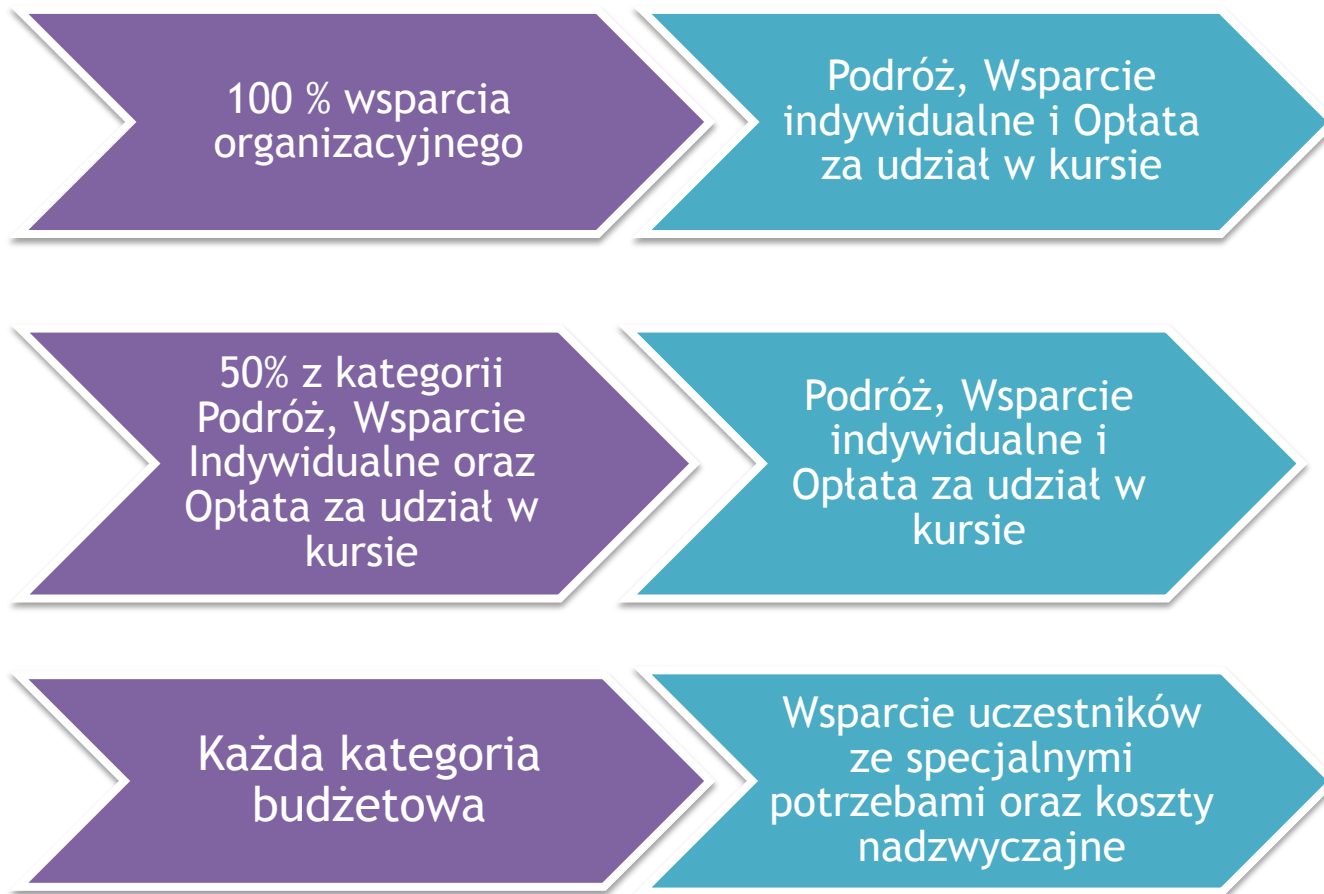 100 % wsparcia
organizacyjnego
Podróż, Wsparcie
indywidualne i Opłata
za udział w kursie
50% z kategorii
Podróż, Wsparcie
Indywidualne oraz
Opłata za udział w
kursie
Podróż, Wsparcie
indywidualne i
Opłata za udział w
kursie
Każda kategoria
budżetowa
Wsparcie uczestników
ze specjalnymi
potrzebami oraz koszty
nadzwyczajne